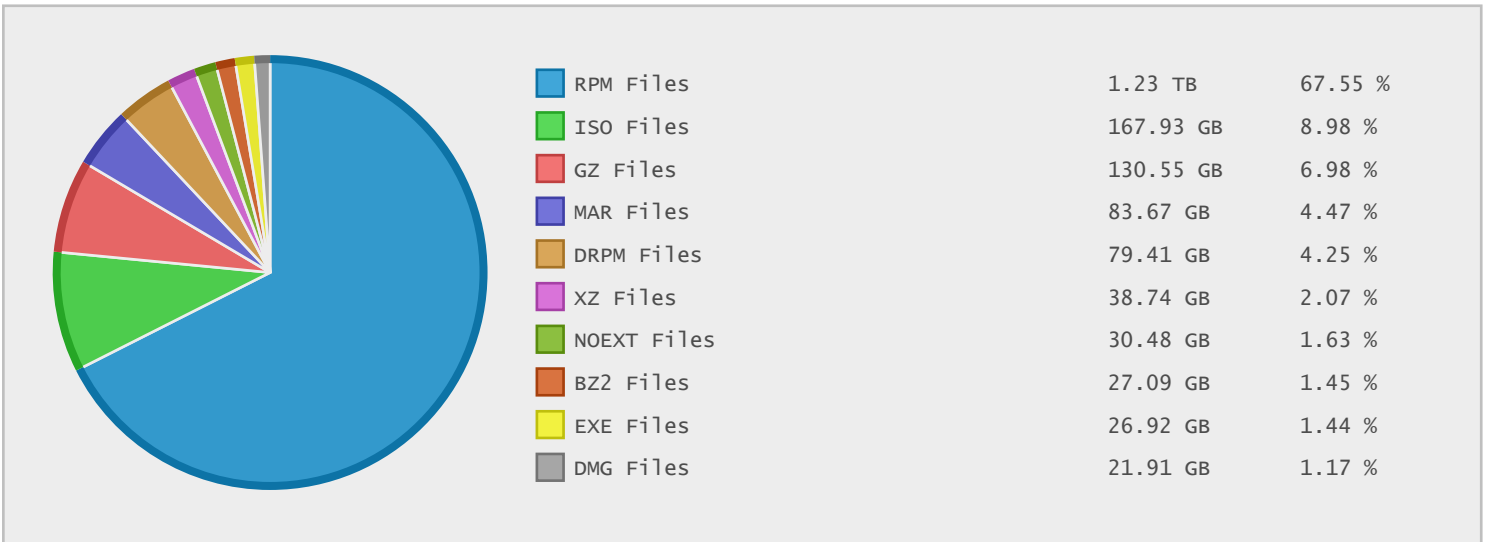 RPM Files 1.23 TB 67.55 %
ISO Files 167.93 GB 8.98 %
GZ Files 130.55 GB 6.98 %
MAR Files 83.67 GB 4.47 %
DRPM Files 79.41 GB 4.25 %
XZ Files 38.74 GB 2.07 %
NOEXT Files 30.48 GB 1.63 %
BZ2 Files 27.09 GB 1.45 %
EXE Files 26.92 GB 1.44 %
DMG Files 21.91 GB 1.17 %